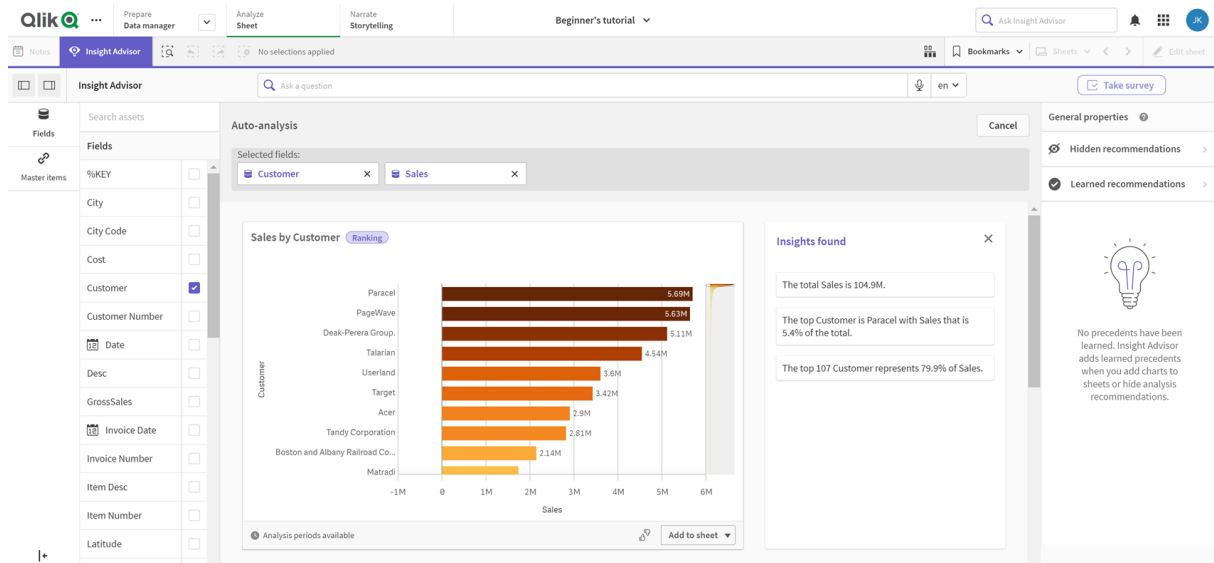 Qlik
Prepare
Data manager
Analyze
Sheet
Narrate
Storytelling
Beginner's tutorial
Ask Insight Advisor
JK
Notes
Insight Advisor
No selections applied
Bookmarks
Sheets
Edit sheet
Insight Advisor
Ask a question
en
Take survey
Fields
Master items
Search assets
Fields
%KEY
City
City Code
Cost
Customer
Customer Number
Date
Desc
GrossSales
Invoice Date
Invoice Number
Item Desc
Item Number
Latitude
Auto-analysis
Cancel
Selected fields:
Customer
Sales
Sales by Customer
Ranking
Customer
Paracel
5.69M
PageWave
5.63M
Deak-Perera Group.
5.11M
Talarian
4.54M
Userland
3.6M
Target
3.42M
Acer
2.9M
Tandy Corporation
2.81M
Boston and Albany Railroad Co...
2.14M
Matradi
-1M 0 1M 2M 3M 4M 5M 6M
Sales
Analysis periods available
Add to sheet
Insights found
The total Sales is 104.9M.
The top Customer is Paracel with Sales that is
5.4% of the total.
The top 107 Customer represents 79.9% of Sales.
General properties
Hidden recommendations
Learned recommendations
No precedents have been
learned. Insight Advisor
adds learned precedents
when you add charts to
sheets or hide analysis
recommendations.